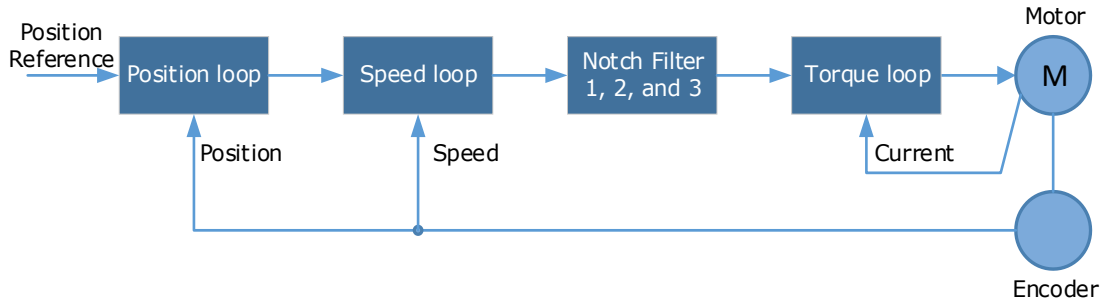 Position
Reference
Position loop
Speed loop
Notch Filter
1, 2, and 3
Torque loop
Motor
M
Position
Speed
Current
Encoder